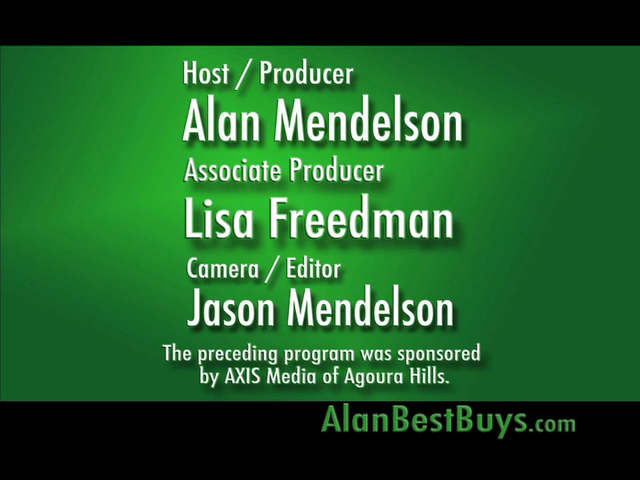 Host / Producer
Alan Mendelson
Associate Producer
Lisa Freedman
Camera / Editor
Jason Mendelson
The preceding program was sponsored
by AXIS Media of Agoura Hills.
AlanBestBuys.com